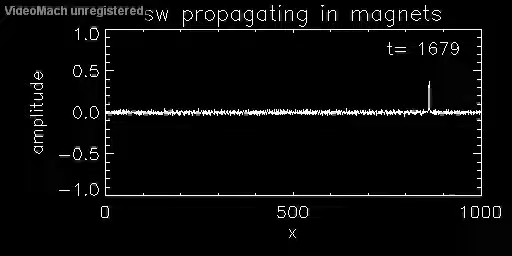 VideoMach unregistered
sw propagating in magnets
t= 1679
1.0
0.5
0.0
-0.5
-1.0
amplitude
0 500 1000
x